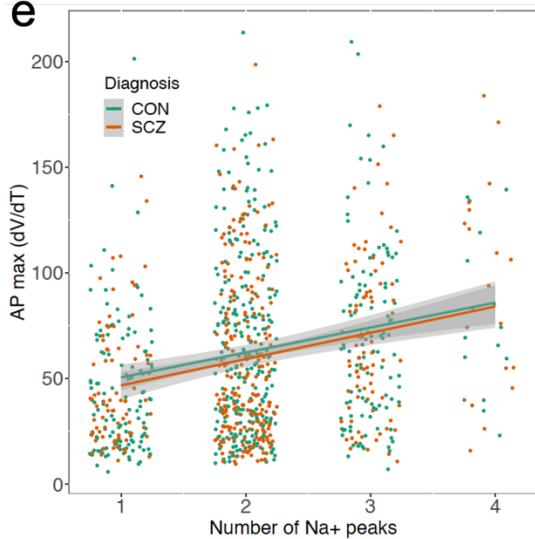 e
200
150
100
50
0
AP max (dV/dT)
Diagnosis
CON
SCZ
1 2 3 4
Number of Na+ peaks